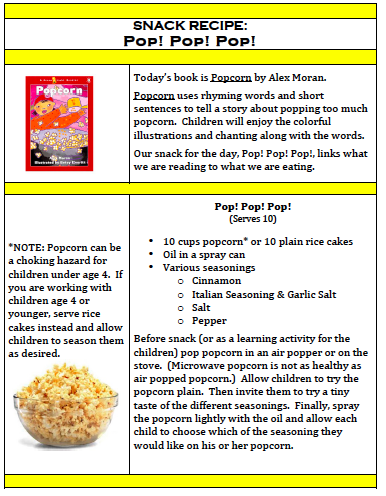 SNACK RECIPE:
Pop! Pop! Pop!
Popcorn
Today's book is Popcorn by Alex Moran.
Popcorn uses rhyming words and short
sentences to tell a story about popping too much
popcorn.  Children will enjoy the colorful
illustrations and chanting along with the words.
Our snack for the day, Pop! Pop! Pop!, links what
we are reading to what we are eating.
*NOTE: Popcorn can be
a choking hazard for
children under age 4.  If
you are working with
children age 4 or
younger, serve rice
cakes instead and allow
children to season them
as desired.
Pop! Pop! Pop!
(Serves 10)
• 10 cups popcorn* or 10 plain rice cakes
• Oil in a spray can
• Various seasonings
o Cinnamon
o Italian Seasoning & Garlic Salt
o Salt
o Pepper
Before snack (or as a learning activity for the
children) pop popcorn in an air popper or on the
stove.  (Microwave popcorn is not as healthy as
air popped popcorn.)  Allow children to try the
popcorn plain.  Then invite them to try a tiny
taste of the different seasonings.  Finally, spray
the popcorn lightly with the oil and allow each
child to choose which of the seasoning they
would like on his or her popcorn.